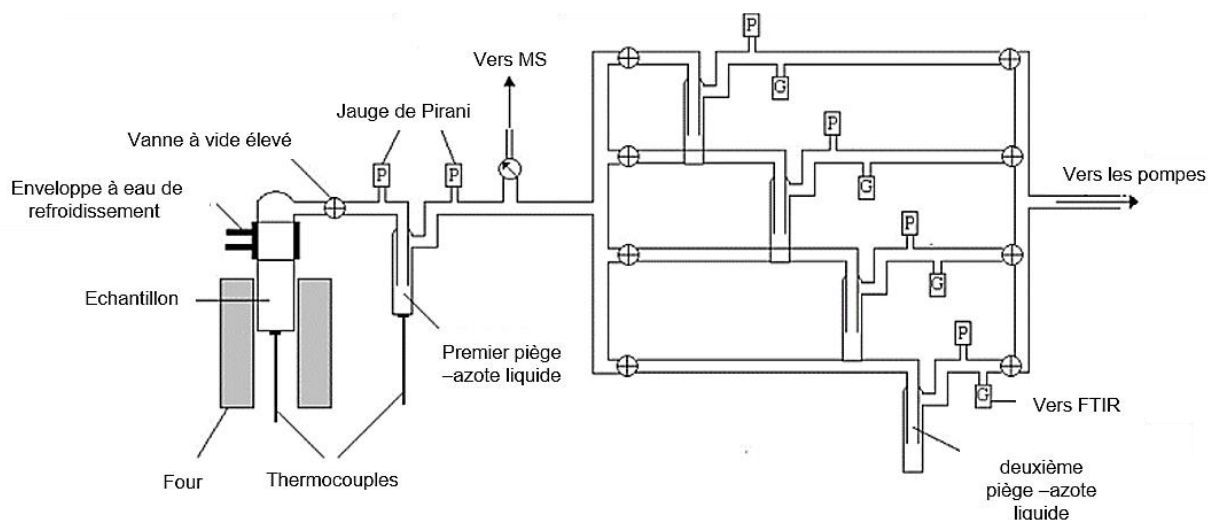 P
Vers MS
G
Jauge de Pirani
P
Vanne à vide élevé
G
P
P
Vers les pompes
Enveloppe à eau de
refroidissement
P
G
Echantillon
P
Premier piège
–azote liquide
G
Vers FTIR
Four
Thermocouples
deuxième
piège –azote
liquide